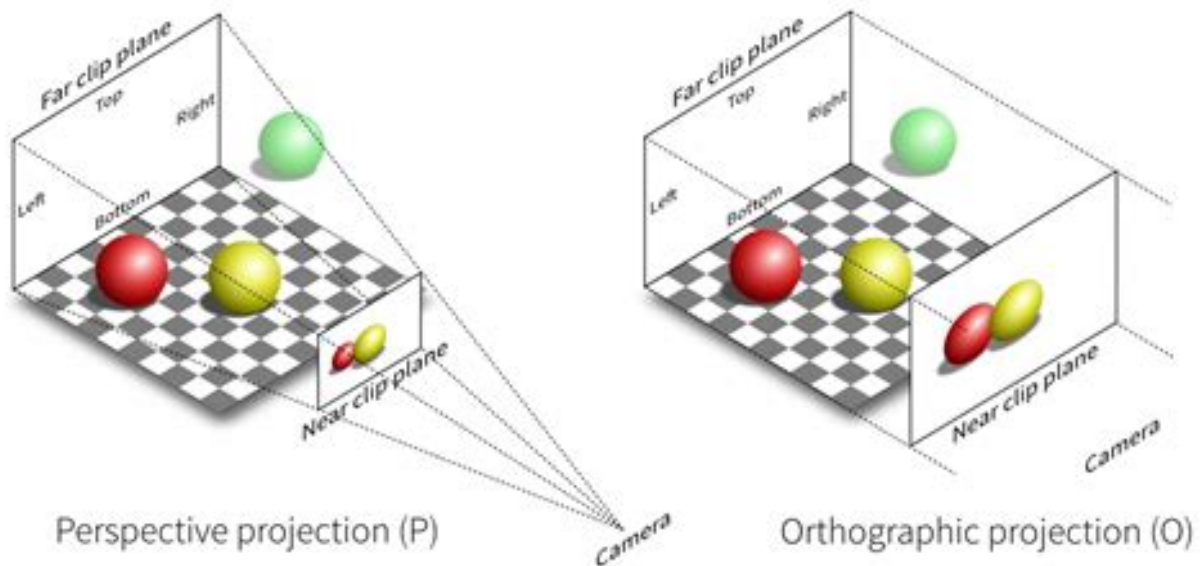 Far clip plane
Top
Right
Left
Bottom
Near clip plane
Camera
Perspective projection (P)
Far clip plane
Top
Right
Left
Bottom
Near clip plane
Camera
Orthographic projection (O)